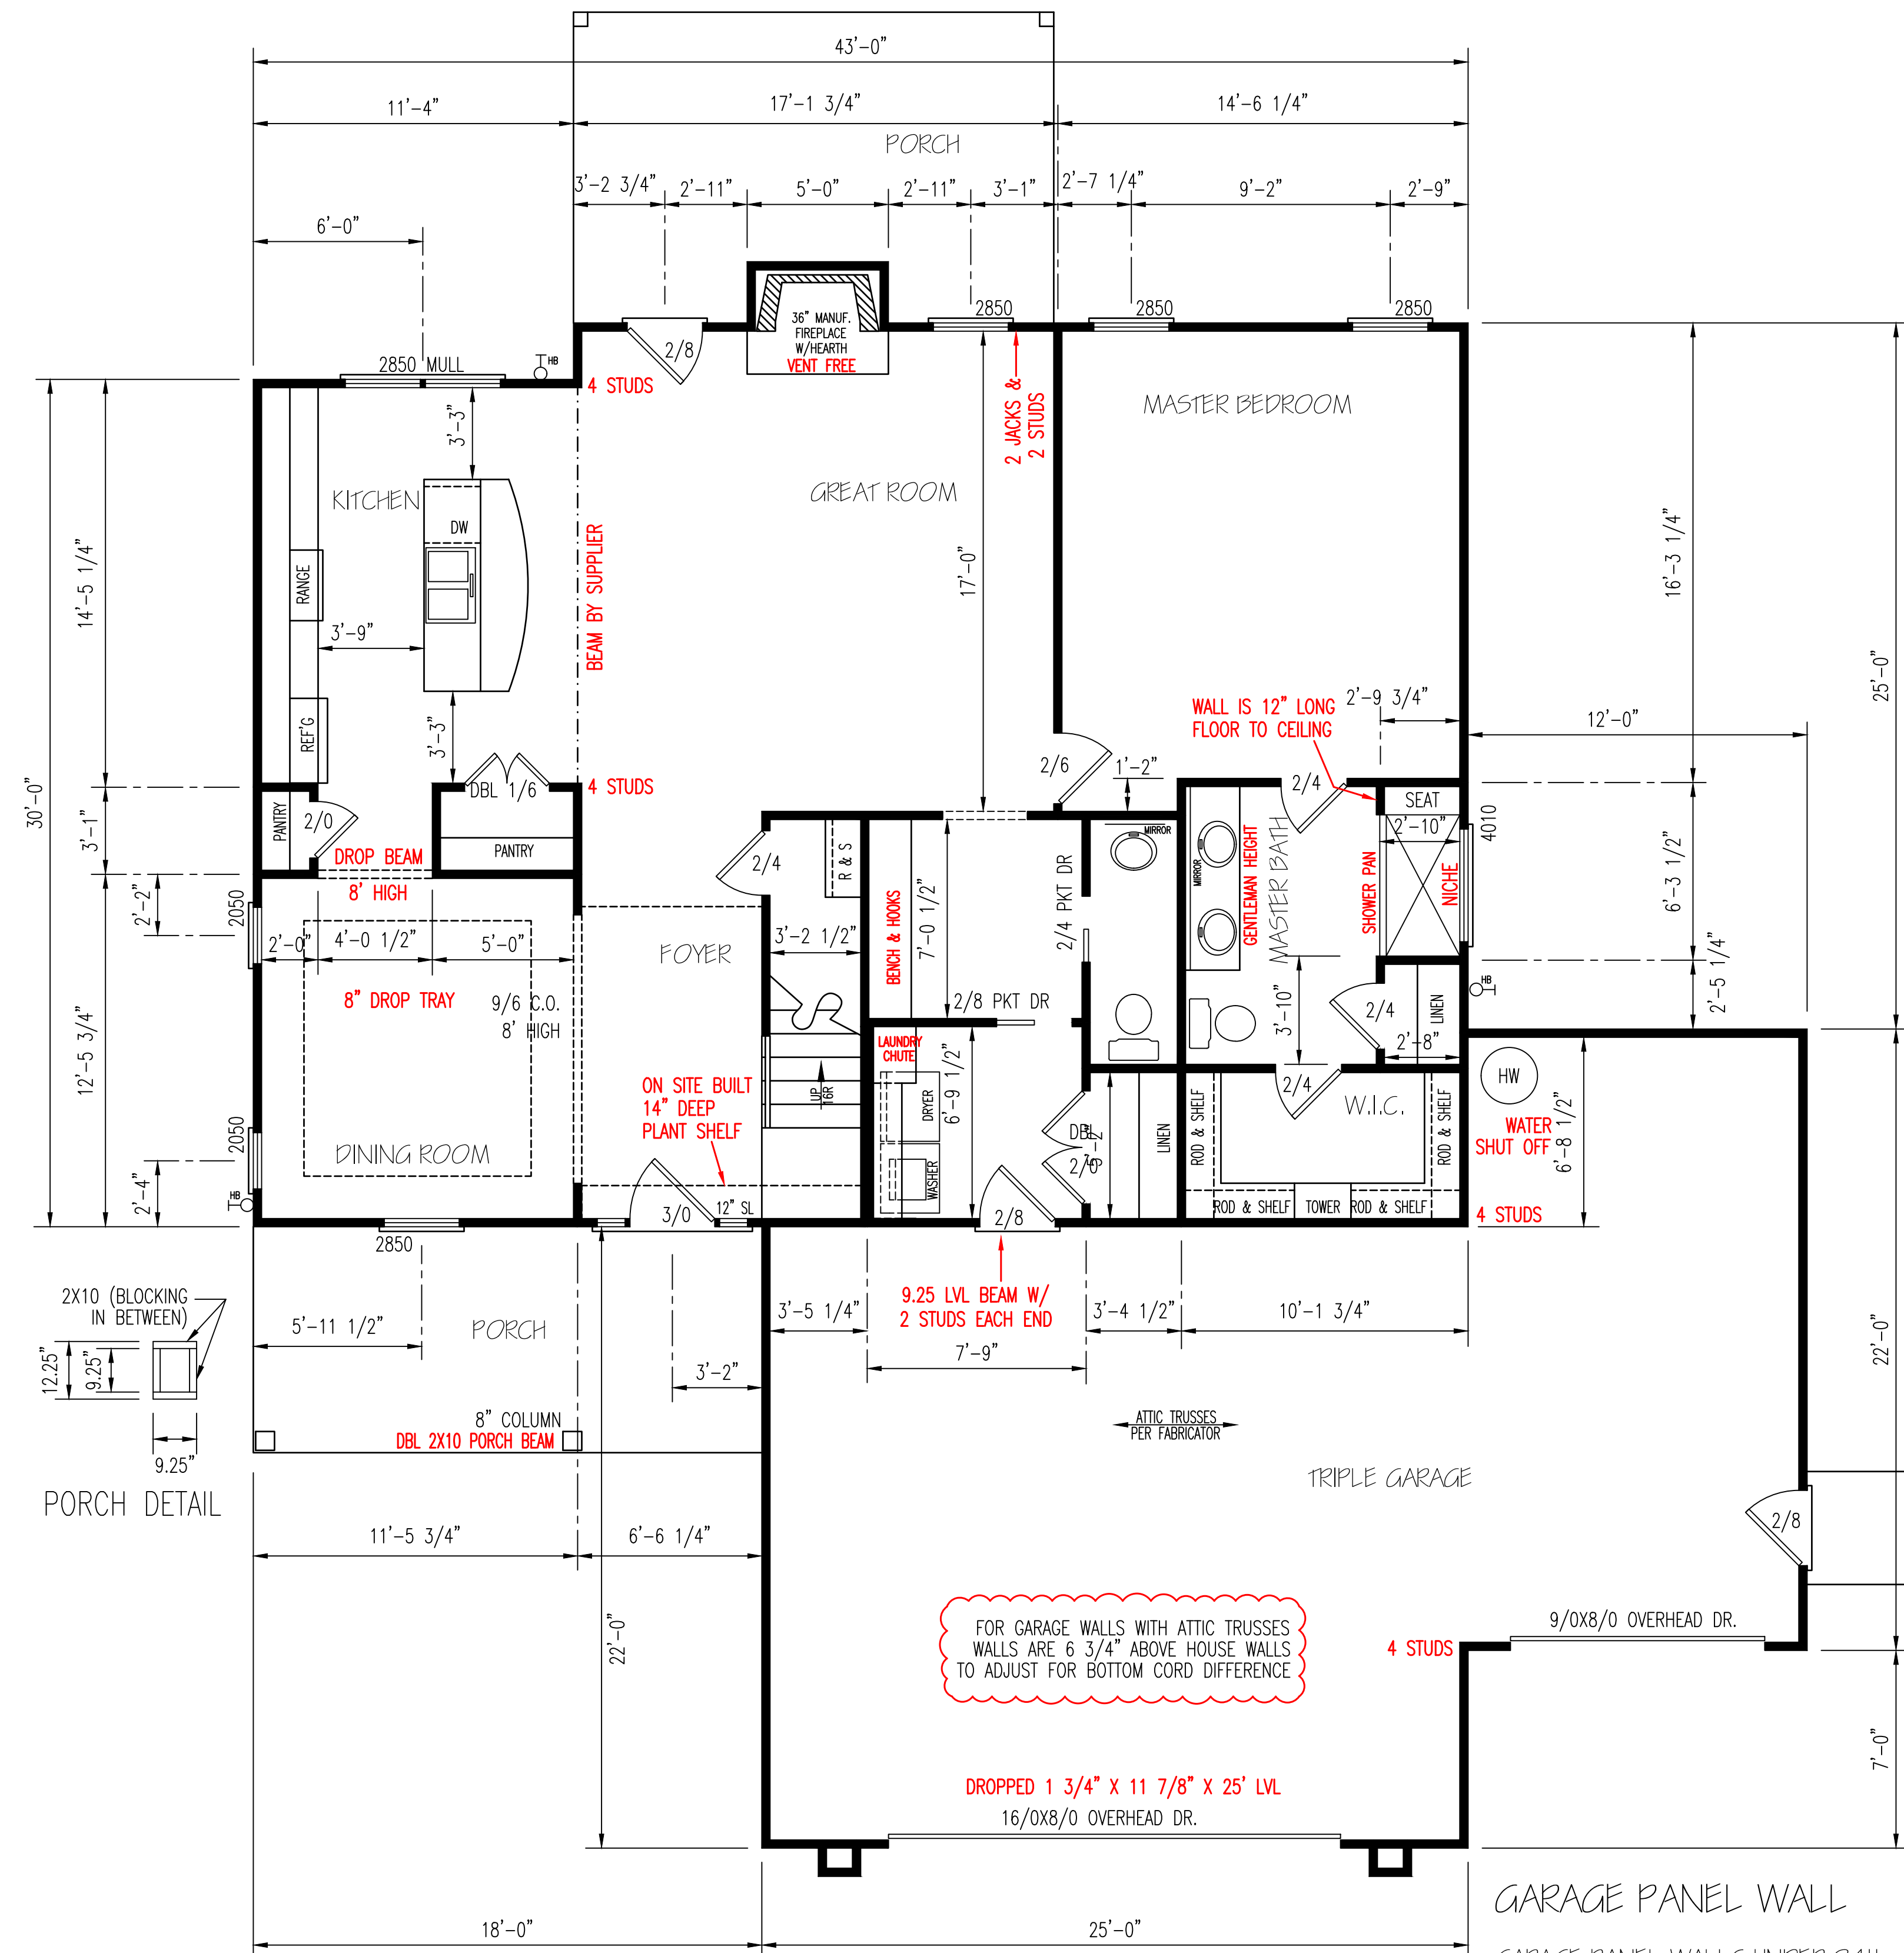 43'-0"
11'-4"
17'-1 3/4"
14'-6 1/4"
PORCH
3'-2 3/4"
2'-11"
5'-0"
2'-11"
3'-1"
2'-7 1/4"
9'-2"
2'-9"
6'-0"
2850
2850
2850
36" MANUF.
FIREPLACE
W/HEARTH
VENT FREE
2/8
2850 MULL
HB
4 STUDS
2 JACKS &
2 STUDS
MASTER BEDROOM
3'-3"
KITCHEN
GREAT ROOM
DW
BEAM BY SUPPLIER
17'-0"
16'-3 1/4"
14'-5 1/4"
RANGE
3'-9"
25'-0"
WALL IS 12" LONG
FLOOR TO CEILING
2'-9 3/4"
12'-0"
REF'G
3'-3"
2/6
1'-2"
2/4
30'-0"
DBL 1/6
4 STUDS
SEAT
3'-1"
PANTRY
2/0
2'-10"
4010
MIRROR
PANTRY
DROP BEAM
8' HIGH
2/4
R & S
BENCH & HOOKS
7'-0 1/2"
2/4 PKT DR
MIRROR
GENTLEMAN HEIGHT
MASTER BATH
SHOWER PAN
NICHE
6'-3 1/2"
2'-2"
2050
2'-0"
4'-0 1/2"
5'-0"
FOYER
3'-2 1/2"
8" DROP TRAY
9/6 C.O.
8' HIGH
2/8 PKT DR
3'-10"
2/4
LINEN
HB
2'-5 1/4"
2'-8"
12'-5 3/4"
LAUNDRY
CHUTE
6'-9 1/2"
HW
ON SITE BUILT
14" DEEP
PLANT SHELF
UP
16R
DRYER
2/4
W.I.C.
ROD & SHELF
ROD & SHELF
WATER
SHUT OFF
6'-8 1/2"
2050
DINING ROOM
DBL
2/0
5'-2"
LINEN
WASHER
2'-4"
HB
3/0
12" SL
2/8
ROD & SHELF
TOWER
ROD & SHELF
4 STUDS
2850
2X10 (BLOCKING
IN BETWEEN)
5'-11 1/2"
PORCH
3'-5 1/4"
9.25 LVL BEAM W/
2 STUDS EACH END
3'-4 1/2"
10'-1 3/4"
22'-0"
12.25"
9.25"
7'-9"
3'-2"
8" COLUMN
DBL 2X10 PORCH BEAM
ATTIC TRUSSES
PER FABRICATOR
9.25"
PORCH DETAIL
TRIPLE GARAGE
2/8
11'-5 3/4"
6'-6 1/4"
22'-0"
FOR GARAGE WALLS WITH ATTIC TRUSSES
WALLS ARE 6 3/4" ABOVE HOUSE WALLS
TO ADJUST FOR BOTTOM CORD DIFFERENCE
9/0X8/0 OVERHEAD DR.
4 STUDS
7'-0"
DROPPED 1 3/4" X 11 7/8" X 25' LVL
16/0X8/0 OVERHEAD DR.
GARAGE PANEL WALL
18'-0"
25'-0"